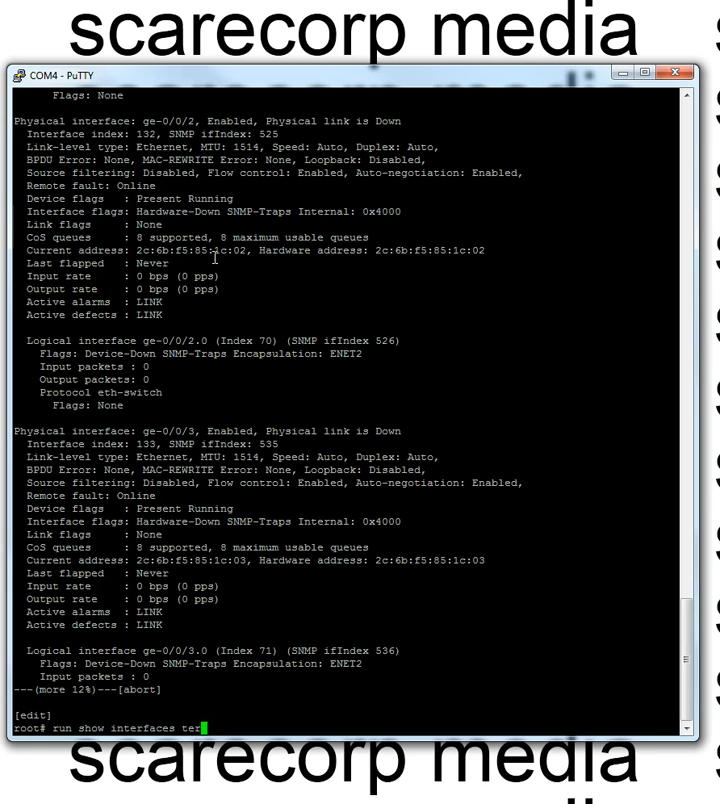 scarecorp media
COM4 - PuTTY
Flags: None
Physical interface: ge-0/0/2, Enabled, Physical link is Down
Interface index: 132, SNMP ifIndex: 525
Link-level type: Ethernet, MTU: 1514, Speed: Auto, Duplex: Auto,
BPDU Error: None, MAC-REWRITE Error: None, Loopback: Disabled,
Source filtering: Disabled, Flow control: Enabled, Auto-negotiation: Enabled,
Remote fault: Online
Device flags : Present Running
Interface flags: Hardware-Down SNMP-Traps Internal: 0x4000
Link flags : None
CoS queues : 8 supported, 8 maximum usable queues
Current address: 2c:6b:f5:85:1c:02, Hardware address: 2c:6b:f5:85:1c:02
Last flapped : Never
Input rate : 0 bps (0 pps)
Output rate : 0 bps (0 pps)
Active alarms : LINK
Active defects : LINK
Logical interface ge-0/0/2.0 (Index 70) (SNMP ifIndex 526)
Flags: Device-Down SNMP-Traps Encapsulation: ENET2
Input packets : 0
Output packets: 0
Protocol eth-switch
Flags: None
Physical interface: ge-0/0/3, Enabled, Physical link is Down
Interface index: 133, SNMP ifIndex: 535
Link-level type: Ethernet, MTU: 1514, Speed: Auto, Duplex: Auto,
BPDU Error: None, MAC-REWRITE Error: None, Loopback: Disabled,
Source filtering: Disabled, Flow control: Enabled, Auto-negotiation: Enabled,
Remote fault: Online
Device flags : Present Running
Interface flags: Hardware-Down SNMP-Traps Internal: 0x4000
Link flags : None
CoS queues : 8 supported, 8 maximum usable queues
Current address: 2c:6b:f5:85:1c:03, Hardware address: 2c:6b:f5:85:1c:03
Last flapped : Never
Input rate : 0 bps (0 pps)
Output rate : 0 bps (0 pps)
Active alarms : LINK
Active defects : LINK
Logical interface ge-0/0/3.0 (Index 71) (SNMP ifIndex 536)
Flags: Device-Down SNMP-Traps Encapsulation: ENET2
Input packets : 0
---(more 12%)---[abort]
[edit]
root# run show interfaces ter
scarecorp media